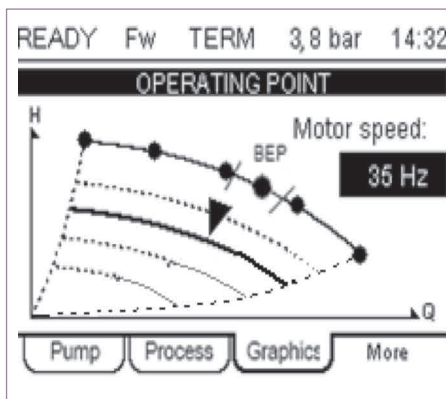 READY Fw TERM 3,8 bar 14:32
OPERATING POINT
H
Motor speed:
BEP
35 Hz
Q
Pump Process Graphics More